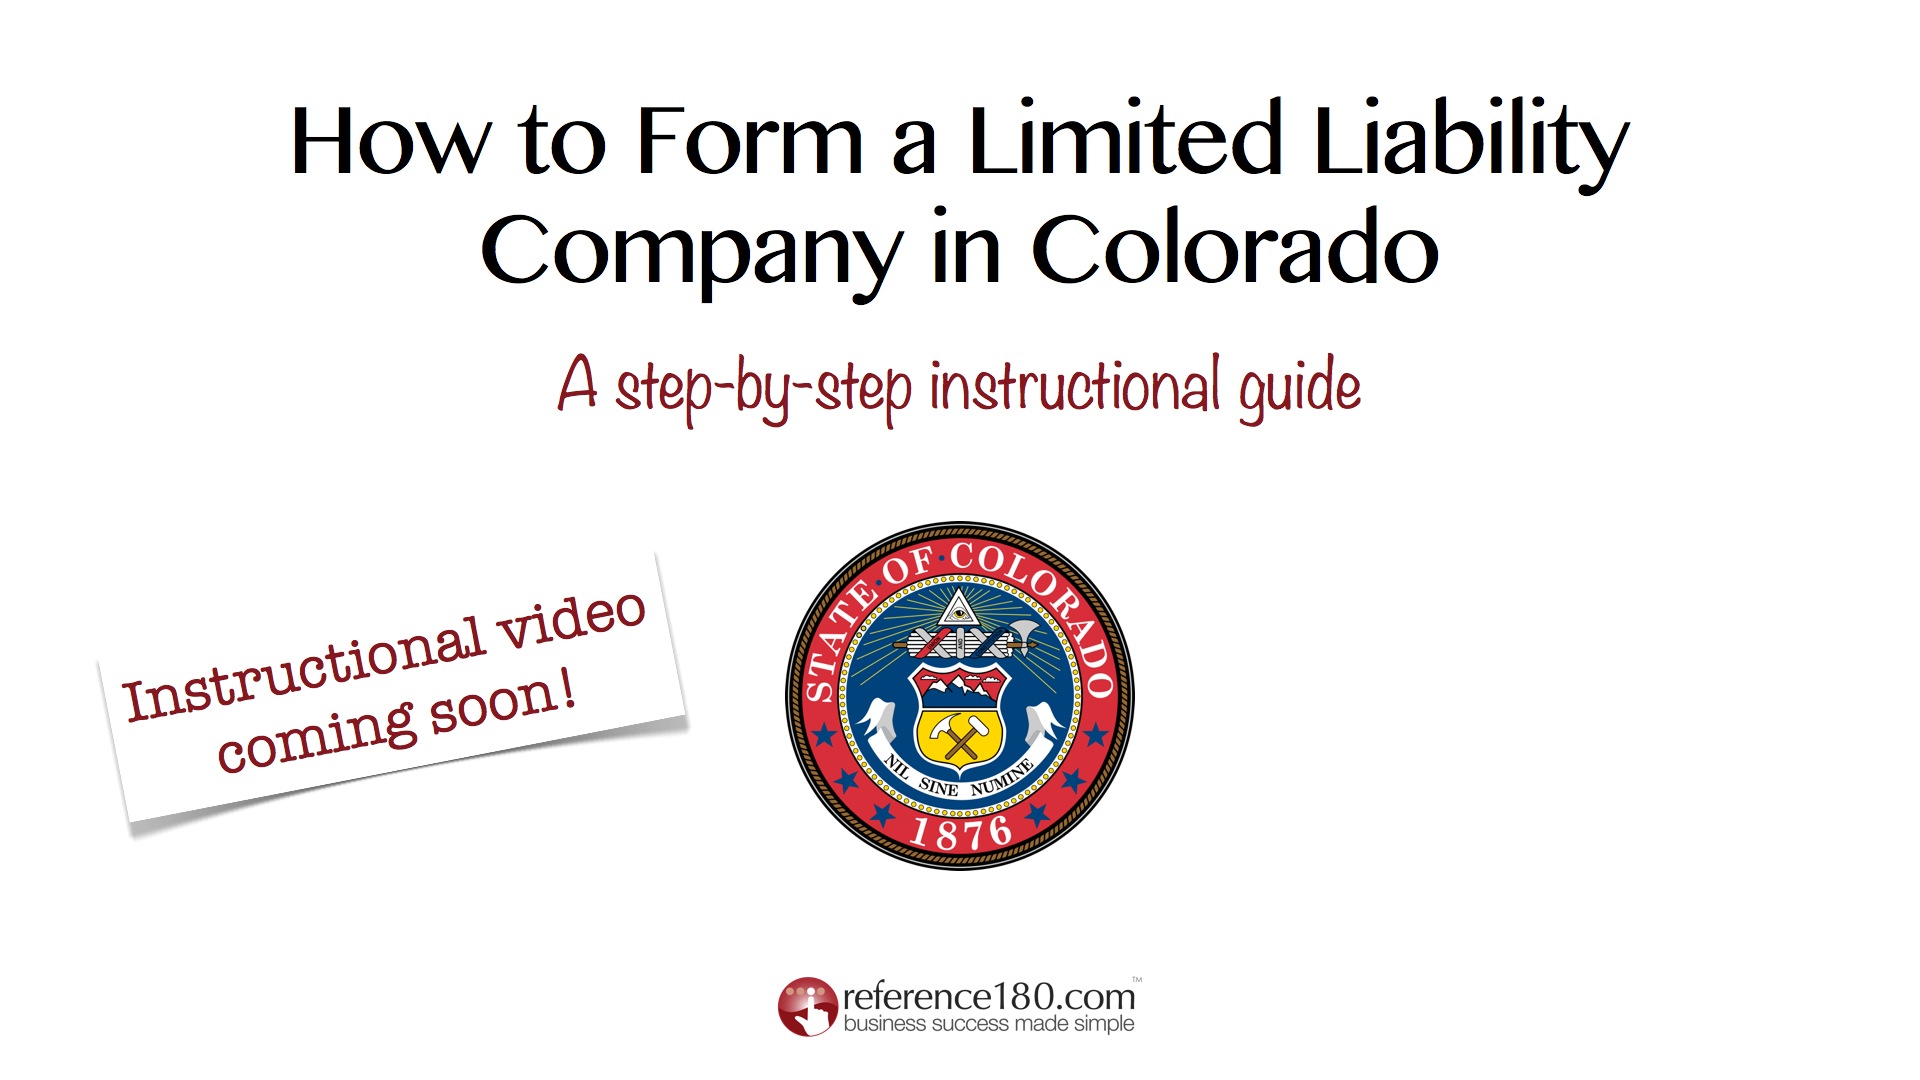 How to Form a Limited Liability
Company in Colorado
A step-by-step instructional guide
Instructional video
coming soon!
STATE·OF·COLORADO
NIL SINE NUMINE
1876
reference180.com™
business success made simple